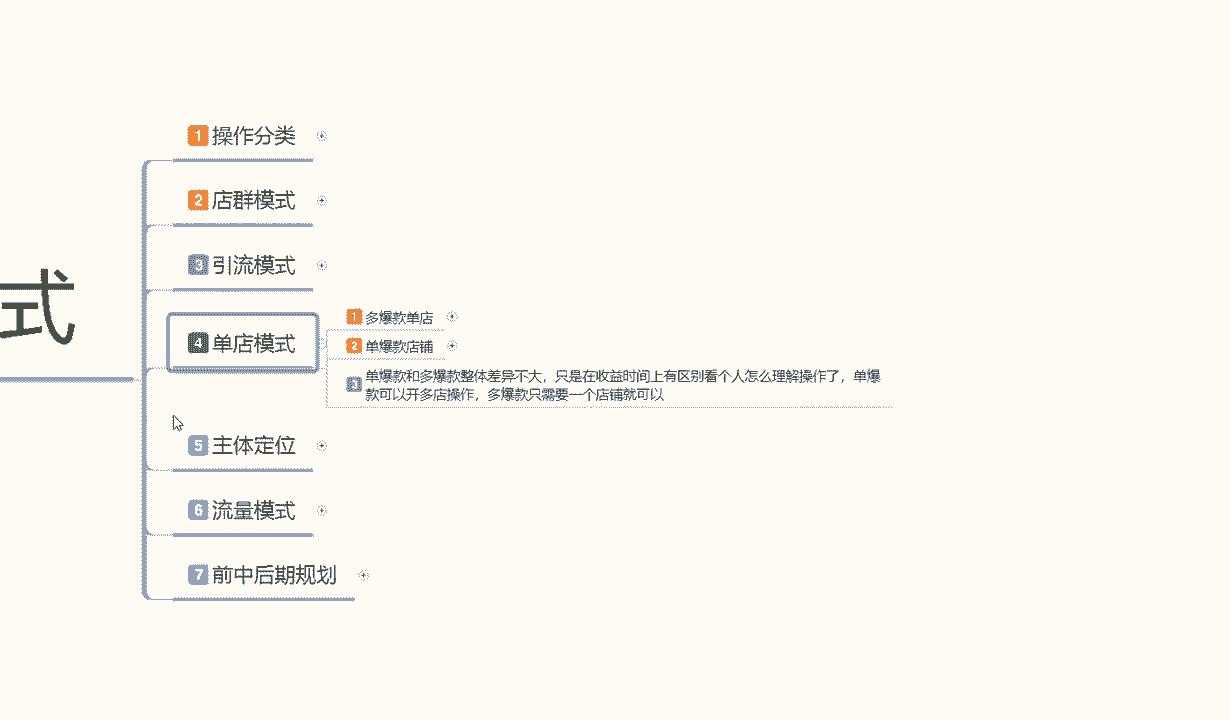 1 操作分类
2 店群模式
3 引流模式
式
4 单店模式
1 多爆款单店
2 单爆款店铺
3 单爆款和多爆款整体差异不大，只是在收益时间上有区别看个人怎么理解操作了，单爆
款可以开多店操作，多爆款只需要一个店铺就可以
5 主体定位
6 流量模式
7 前中后期规划